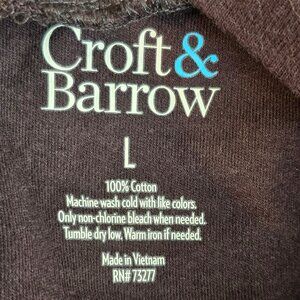 Croft&
Barrow
L
100% Cotton
Machine wash cold with like colors.
Only non-chlorine bleach when needed.
Tumble dry low. Warm iron if needed.
Made in Vietnam
RN# 73277